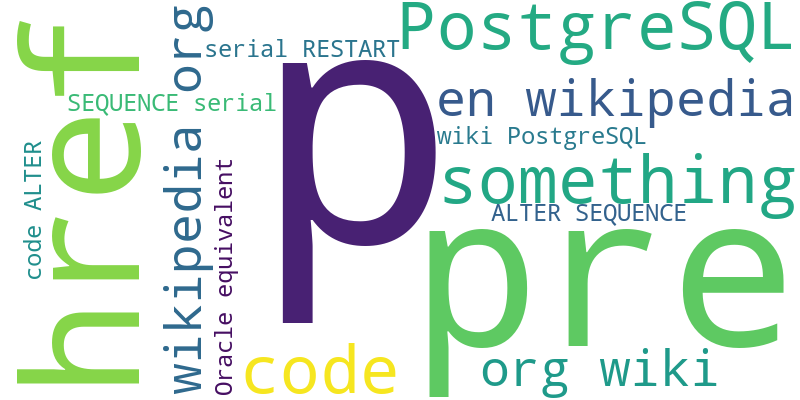 href
code ALTER
wikipedia org
Oracle equivalent
serial RESTART
SEQUENCE serial
p
PostgreSQL
en wikipedia
wiki PostgreSQL
something
ALTER SEQUENCE
pre
code
org wiki